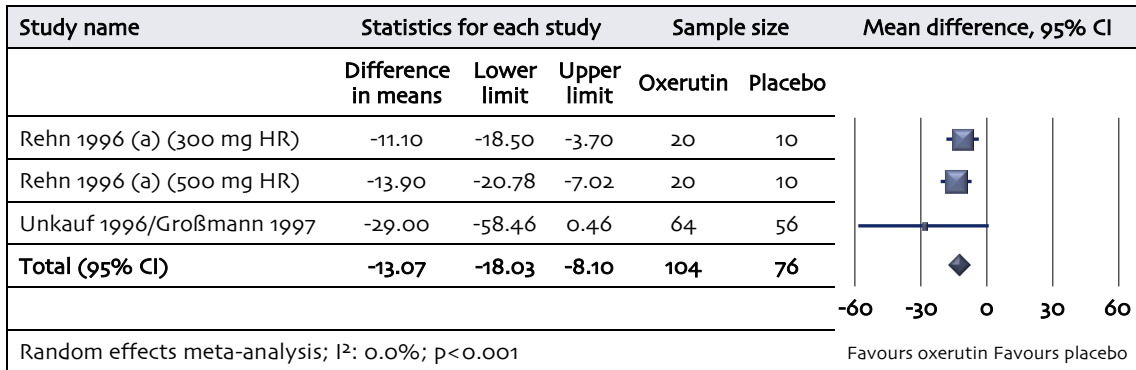 Study name Statistics for each study Sample size Mean difference, 95% CI
Difference in means Lower limit Upper limit Oxerutin Placebo
Rehn 1996 (a) (300 mg HR) -11.10 -18.50 -3.70 20 10
Rehn 1996 (a) (500 mg HR) -13.90 -20.78 -7.02 20 10
Unkauf 1996/Großmann 1997 -29.00 -58.46 0.46 64 56
Total (95% CI) -13.07 -18.03 -8.10 104 76
-60 -30 0 30 60
Random effects meta-analysis; I²: 0.0%; p<0.001 Favours oxerutin Favours placebo